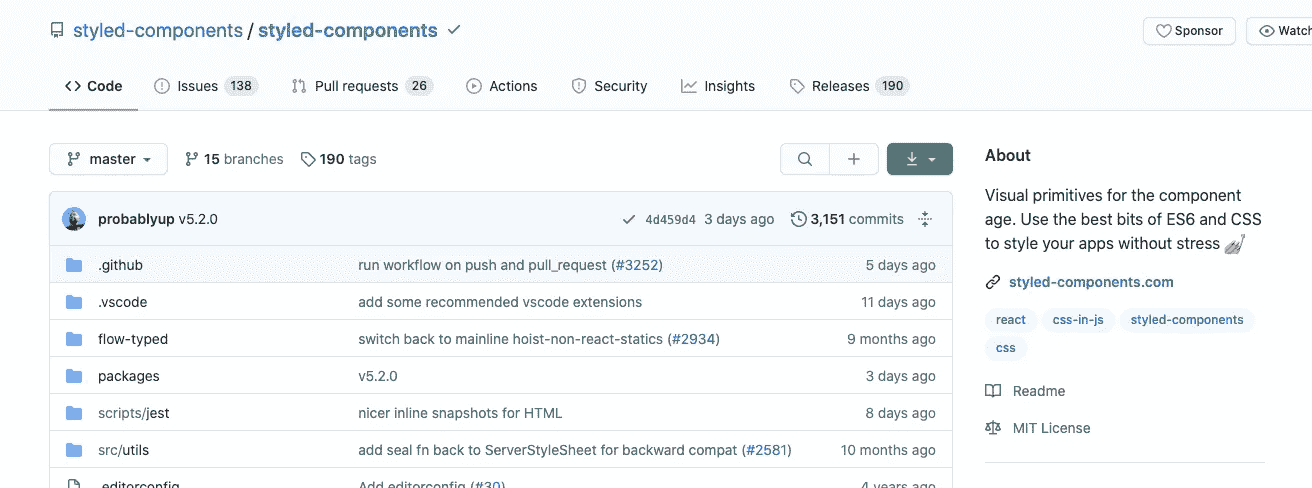 styled-components / styled-components
Sponsor
Watch
Code
Issues 138
Pull requests 26
Actions
Security
Insights
Releases 190
master
15 branches
190 tags
About
Visual primitives for the component
age. Use the best bits of ES6 and CSS
to style your apps without stress
styled-components.com
react css-in-js styled-components
css
Readme
MIT License
probablyup v5.2.0 4d459d4 3 days ago 3,151 commits
.github run workflow on push and pull_request (#3252) 5 days ago
.vscode add some recommended vscode extensions 11 days ago
flow-typed switch back to mainline hoist-non-react-statics (#2934) 9 months ago
packages v5.2.0 3 days ago
scripts/jest nicer inline snapshots for HTML 8 days ago
src/utils add seal fn back to ServerStyleSheet for backward compat (#2581) 10 months ago
.editorconfig Add editorconfig (#30) 4 years ago